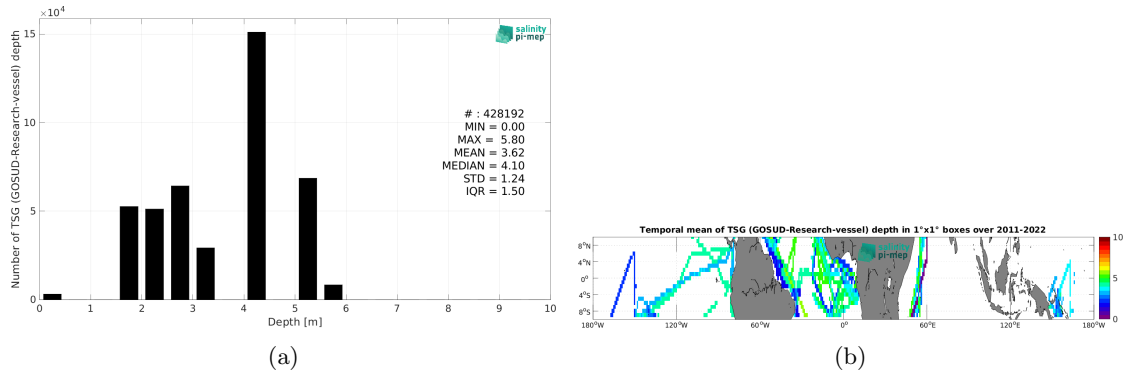 ×10⁴
15
10
5
0
Number of TSG (GOSUD-Research-vessel) depth
salinity
pi-mep
# : 428192
MIN = 0.00
MAX = 5.80
MEAN = 3.62
MEDIAN = 4.10
STD = 1.24
IQR = 1.50
0 1 2 3 4 5 6 7 8 9 10
Depth [m]
(a)
Temporal mean of TSG (GOSUD-Research-vessel) depth in 1°x1° boxes over 2011-2022
salinity
pi-mep
8°N
4°N
0°
4°S
8°S
180°W 120°W 60°W 0° 60°E 120°E 180°W
10
5
0
(b)